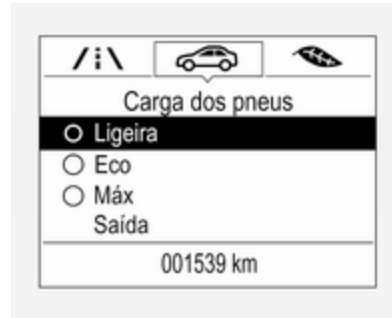 Carga dos pneus
Ligeira
Eco
Máx
Saída
001539 km